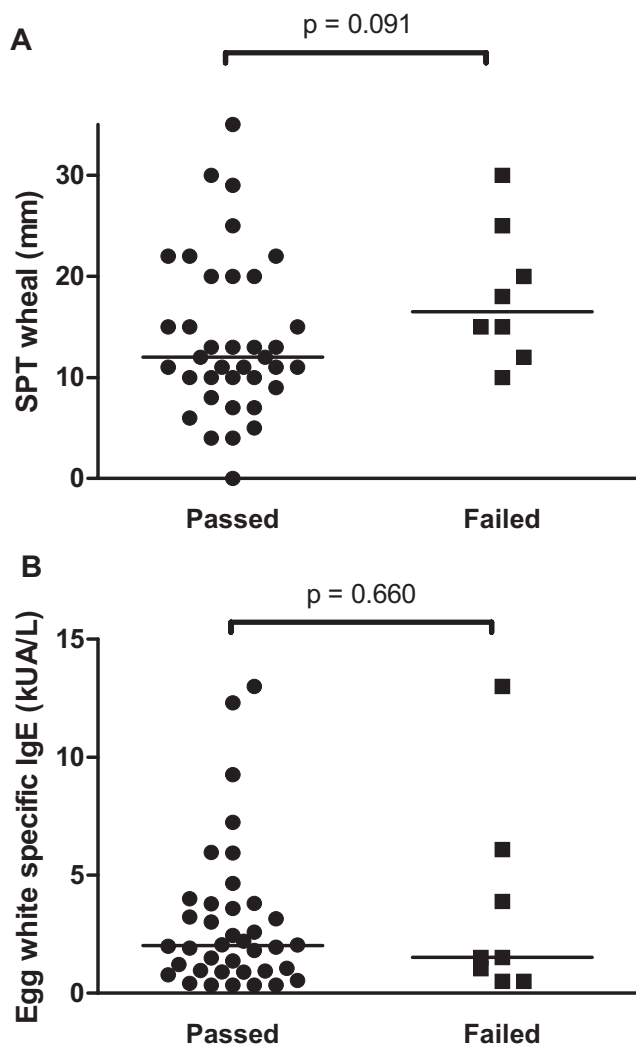 A
p = 0.091
SPT wheal (mm)
30
20
10
0
Passed Failed
B
p = 0.660
Egg white specific IgE (kUA/L)
15
10
5
0
Passed Failed